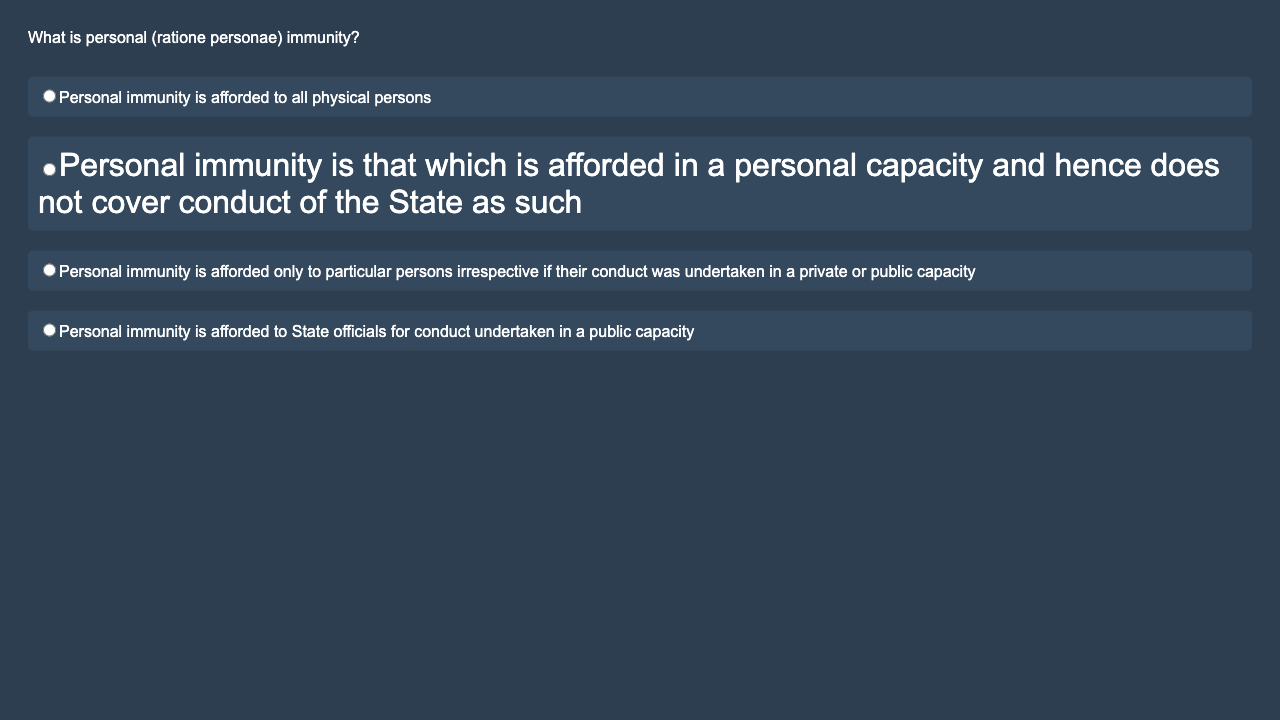 What is personal (ratione personae) immunity?
Personal immunity is afforded to all physical persons
Personal immunity is that which is afforded in a personal capacity and hence does
not cover conduct of the State as such
Personal immunity is afforded only to particular persons irrespective if their conduct was undertaken in a private or public capacity
Personal immunity is afforded to State officials for conduct undertaken in a public capacity